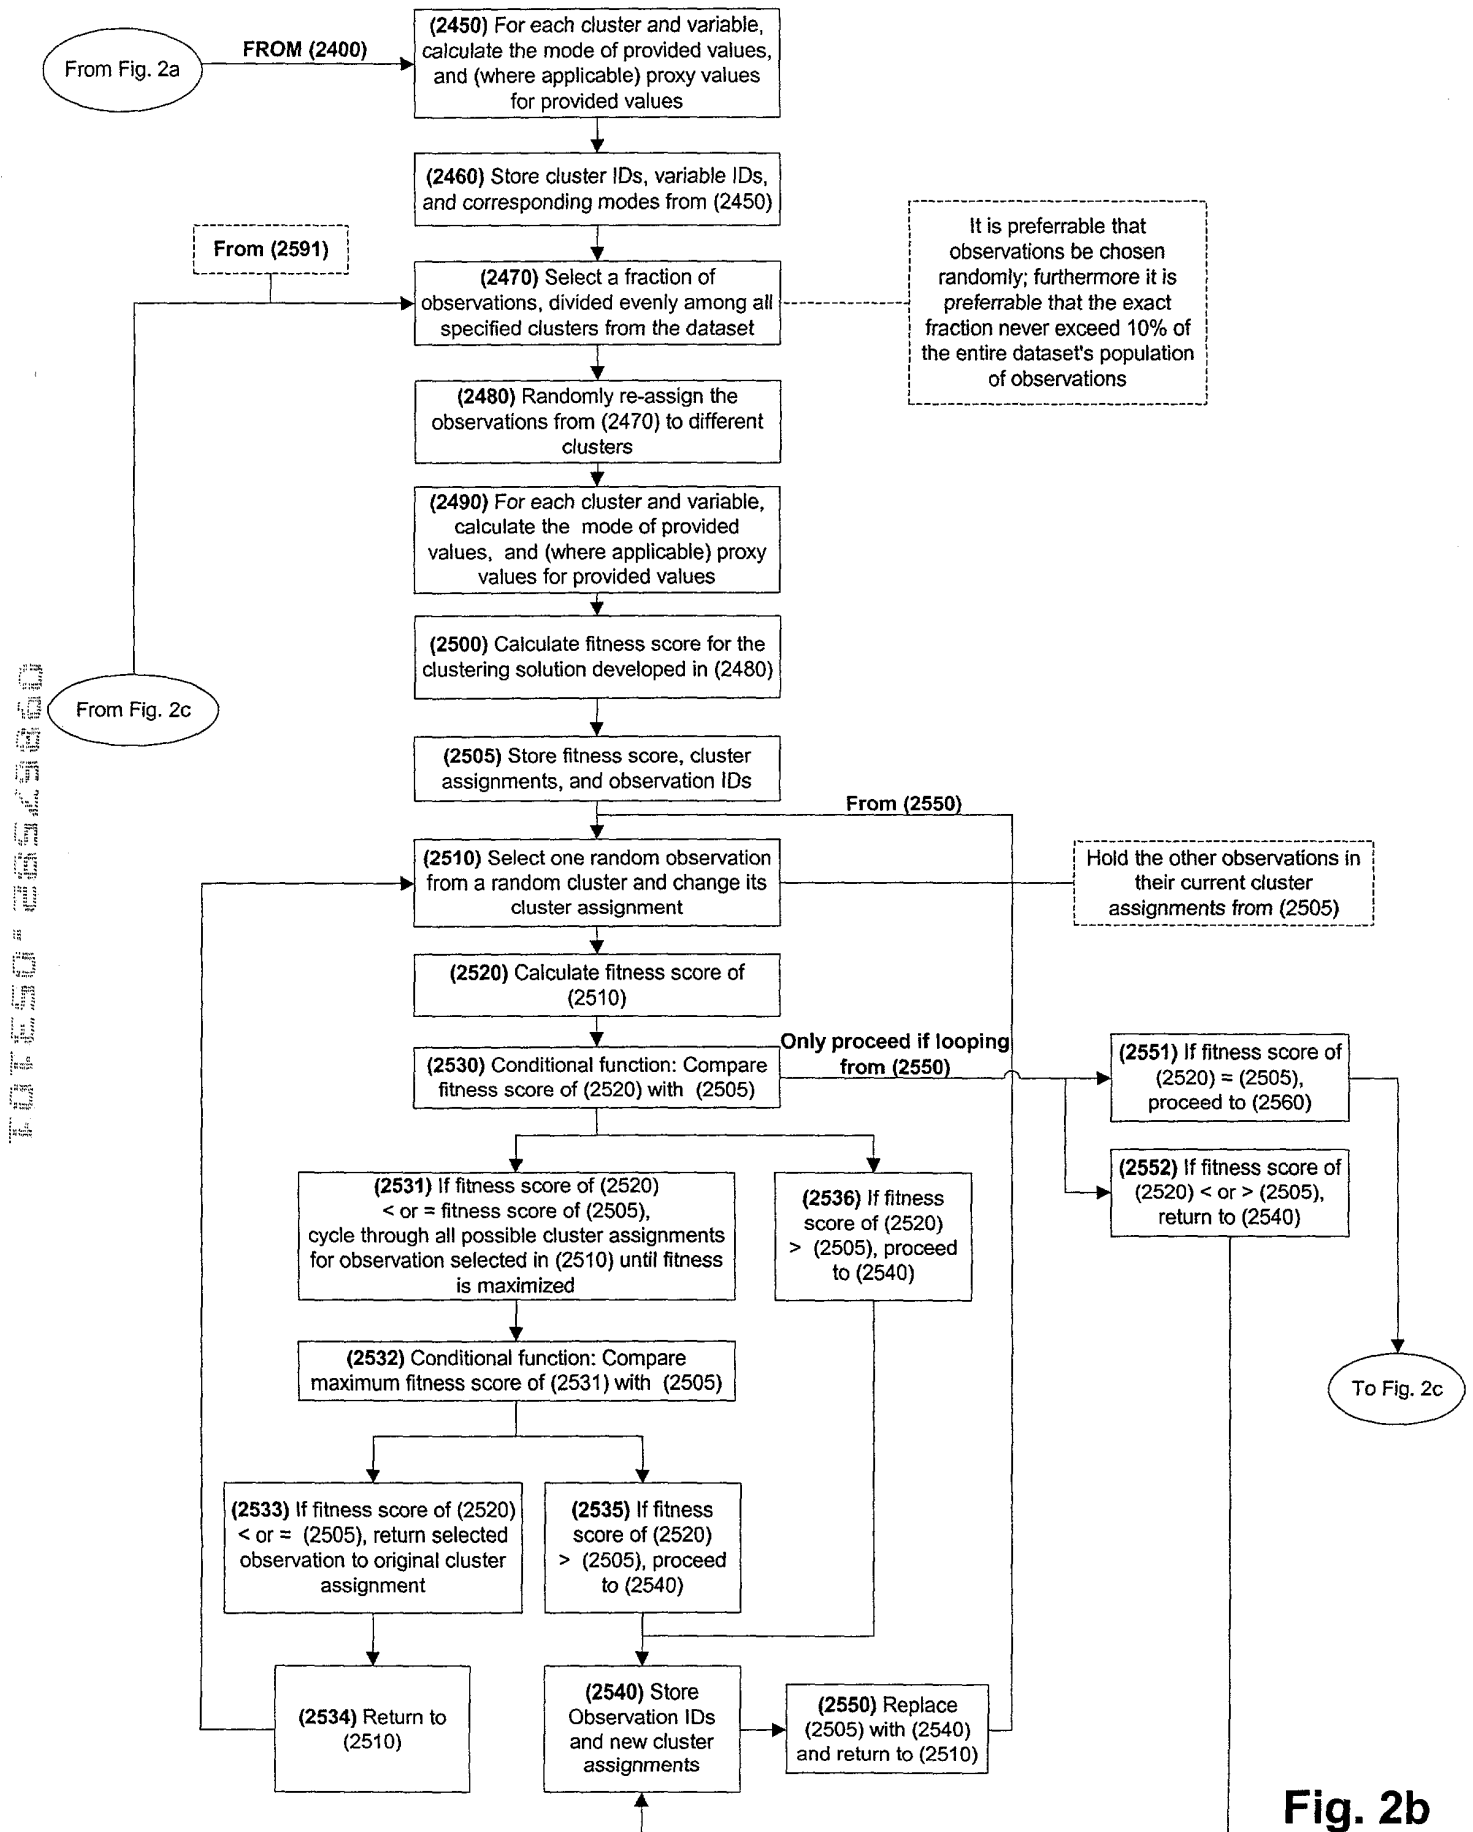 (2450) For each cluster and variable,
calculate the mode of provided values,
and (where applicable) proxy values
for provided values
From Fig. 2a
FROM (2400)
(2460) Store cluster IDs, variable IDs,
and corresponding modes from (2450)
From (2591)
(2470) Select a fraction of
observations, divided evenly among all
specified clusters from the dataset
It is preferrable that
observations be chosen
randomly; furthermore it is
preferrable that the exact
fraction never exceed 10% of
the entire dataset's population
of observations
(2480) Randomly re-assign the
observations from (2470) to different
clusters
(2490) For each cluster and variable,
calculate the mode of provided
values, and (where applicable) proxy
values for provided values
(2500) Calculate fitness score for the
clustering solution developed in (2480)
From Fig. 2c
(2505) Store fitness score, cluster
assignments, and observation IDs
From (2550)
(2510) Select one random observation
from a random cluster and change its
cluster assignment
Hold the other observations in
their current cluster
assignments from (2505)
(2520) Calculate fitness score of
(2510)
(2530) Conditional function: Compare
fitness score of (2520) with (2505)
Only proceed if looping
from (2550)
(2551) If fitness score of
(2520) = (2505),
proceed to (2560)
(2552) If fitness score of
(2520) < or > (2505),
return to (2540)
(2531) If fitness score of (2520)
< or = fitness score of (2505),
cycle through all possible cluster assignments
for observation selected in (2510) until fitness
is maximized
(2536) If fitness
score of (2520)
> (2505), proceed
to (2540)
(2532) Conditional function: Compare
maximum fitness score of (2531) with (2505)
To Fig. 2c
(2533) If fitness score of (2520)
< or = (2505), return selected
observation to original cluster
assignment
(2535) If fitness
score of (2520)
> (2505), proceed
to (2540)
(2534) Return to
(2510)
(2540) Store
Observation IDs
and new cluster
assignments
(2550) Replace
(2505) with (2540)
and return to (2510)
Fig. 2b